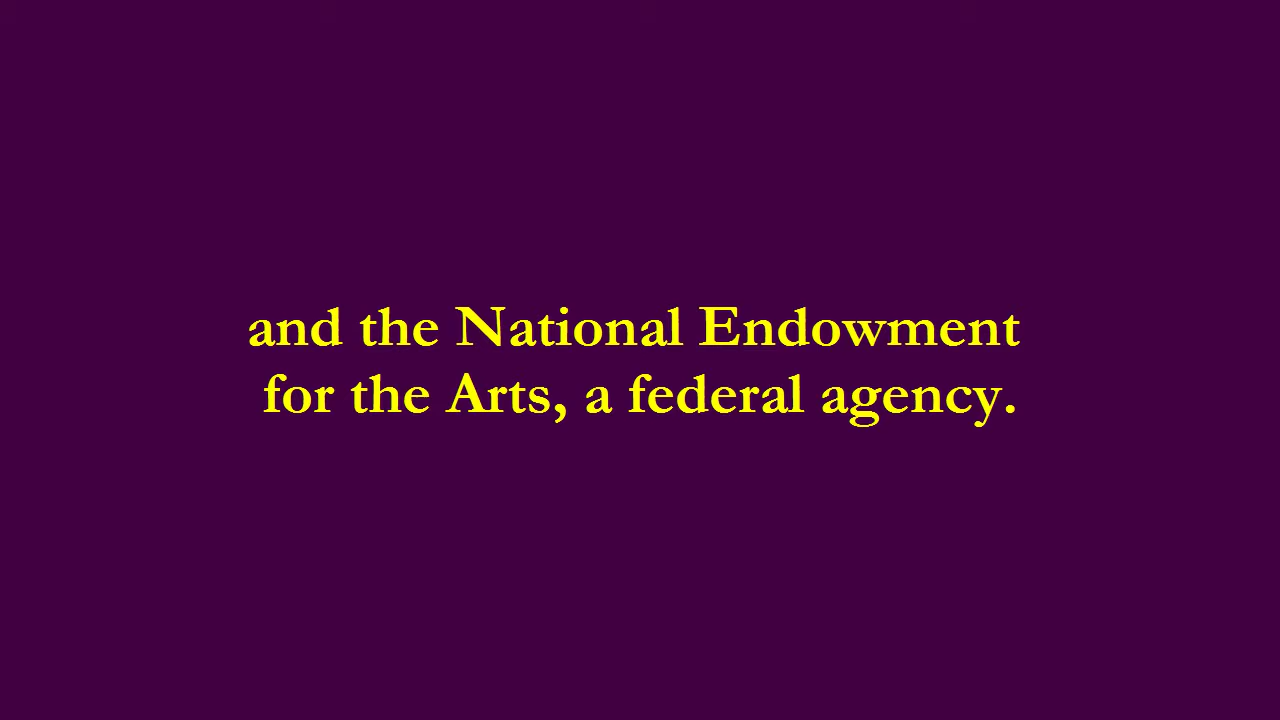 and the National Endowment
for the Arts, a federal agency.